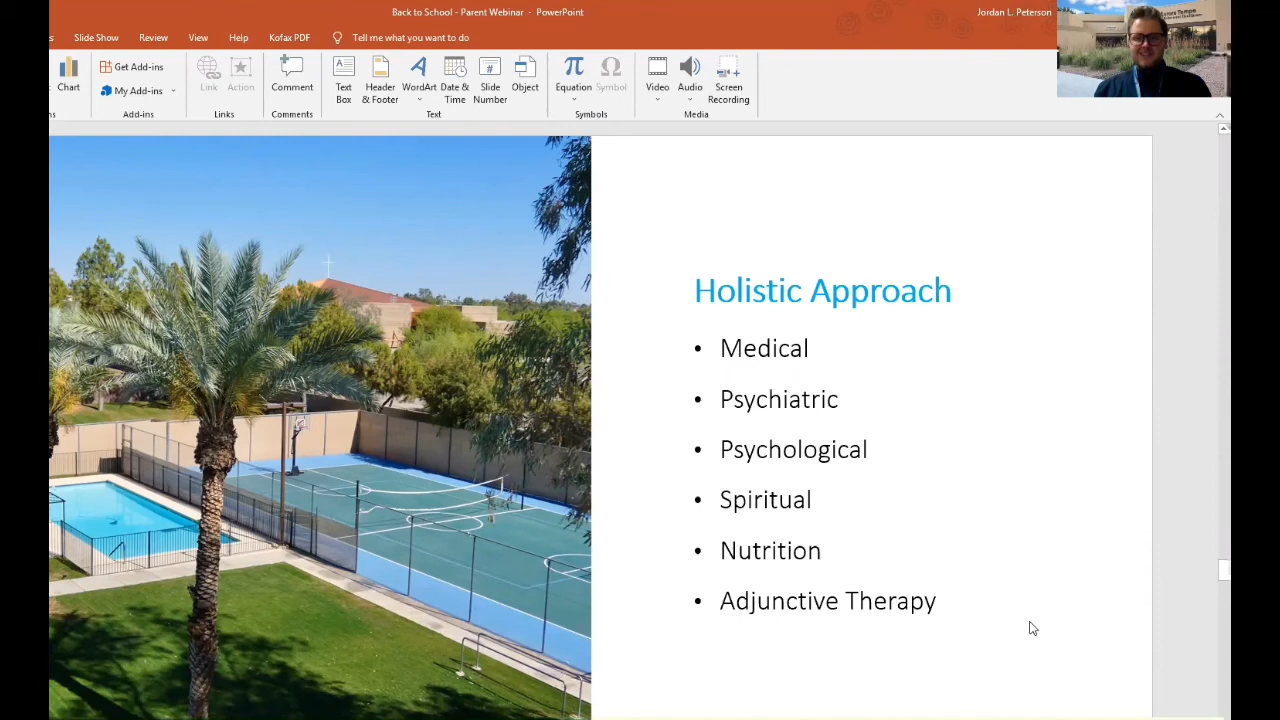 Back to School - Parent Webinar - PowerPoint
Jordan L. Peterson
Slide Show Review View Help Kofax PDF Tell me what you want to do
Chart
Get Add-ins
My Add-ins
Add-ins
Link
Action
Links
Comment
Comments
Text Box
Header & Footer
WordArt
Date & Time
Slide Number
Object
Text
Equation
Symbol
Symbols
Video
Audio
Screen Recording
Media
Holistic Approach
• Medical
• Psychiatric
• Psychological
• Spiritual
• Nutrition
• Adjunctive Therapy